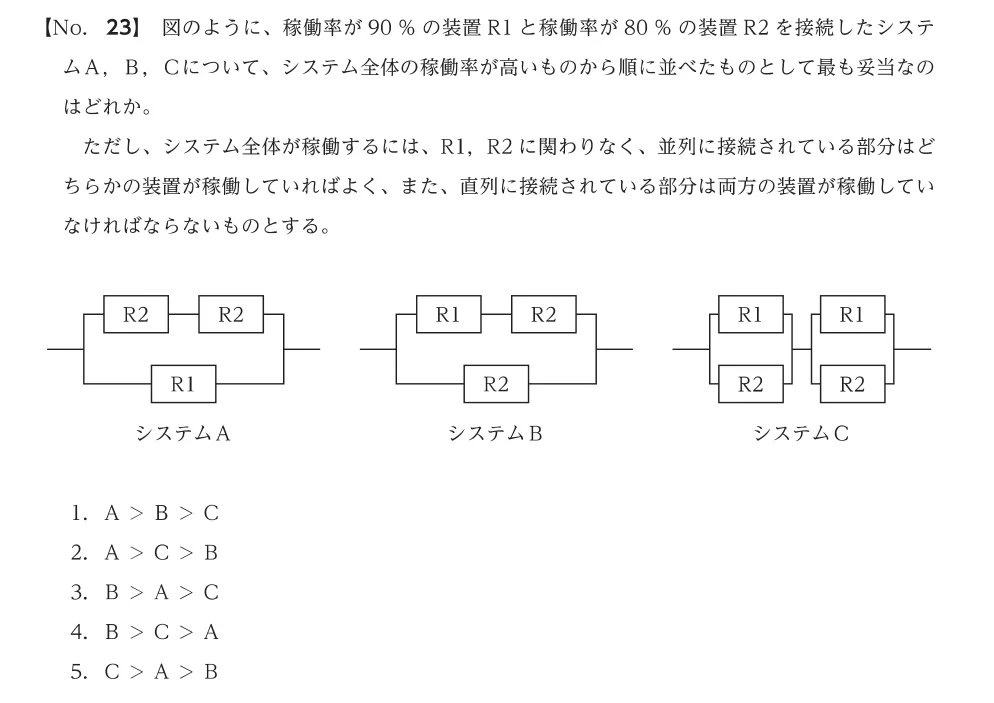 【No. 23】 図のように、稼働率が 90 % の装置 R1 と稼働率が 80 % の装置 R2 を接続したシステ
ムA，B，Cについて、システム全体の稼働率が高いものから順に並べたものとして最も妥当なの
はどれか。
ただし、システム全体が稼働するには、R1，R2 に関わりなく、並列に接続されている部分はど
ちらかの装置が稼働していればよく、また、直列に接続されている部分は両方の装置が稼働してい
なければならないものとする。
R2 R2 R1 R2 R1 R1
R1 R2 R2 R2
システムA システムB システムC
1. A > B > C
2. A > C > B
3. B > A > C
4. B > C > A
5. C > A > B